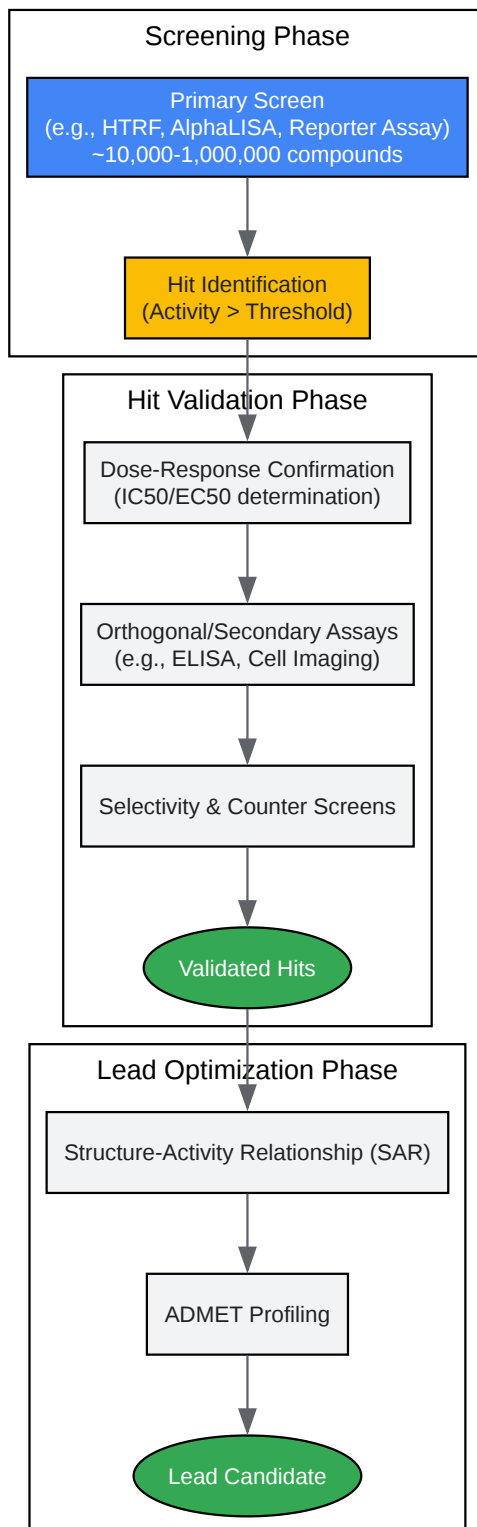 Screening Phase
Primary Screen
(e.g., HTRF, AlphaLISA, Reporter Assay)
~10,000-1,000,000 compounds
Hit Identification
(Activity > Threshold)
Hit Validation Phase
Dose-Response Confirmation
(IC50/EC50 determination)
Orthogonal/Secondary Assays
(e.g., ELISA, Cell Imaging)
Selectivity & Counter Screens
Validated Hits
Lead Optimization Phase
Structure-Activity Relationship (SAR)
ADMET Profiling
Lead Candidate